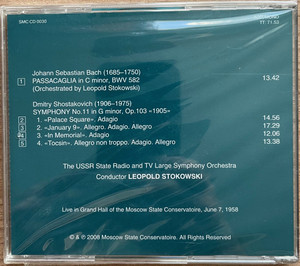 SMC CD 0035
TT: 71.53
Johann Sebastian Bach (1685–1750)
1 PASSACAGLIA in C minor, BWV 582 13.42
(Orchestrated by Leopold Stokowski)
Dmitry Shostakovich (1906–1975)
SYMPHONY No.11 in G minor, Op.103 «1905»
2 1. «Palace Square». Adagio 14.56
3 2. «January 9». Allegro. Adagio. Allegro 17.29
4 3. «In Memorial». Adagio 12.06
5 4. «Tocsin». Allegro non troppo. Adagio. Allegro 13.38
The USSR State Radio and TV Large Symphony Orchestra
Conductor LEOPOLD STOKOWSKI
Live in Grand Hall of the Moscow State Conservatoire, June 7, 1958
© & ℗ 2008 Moscow State Conservatoire. All Rights Reserved